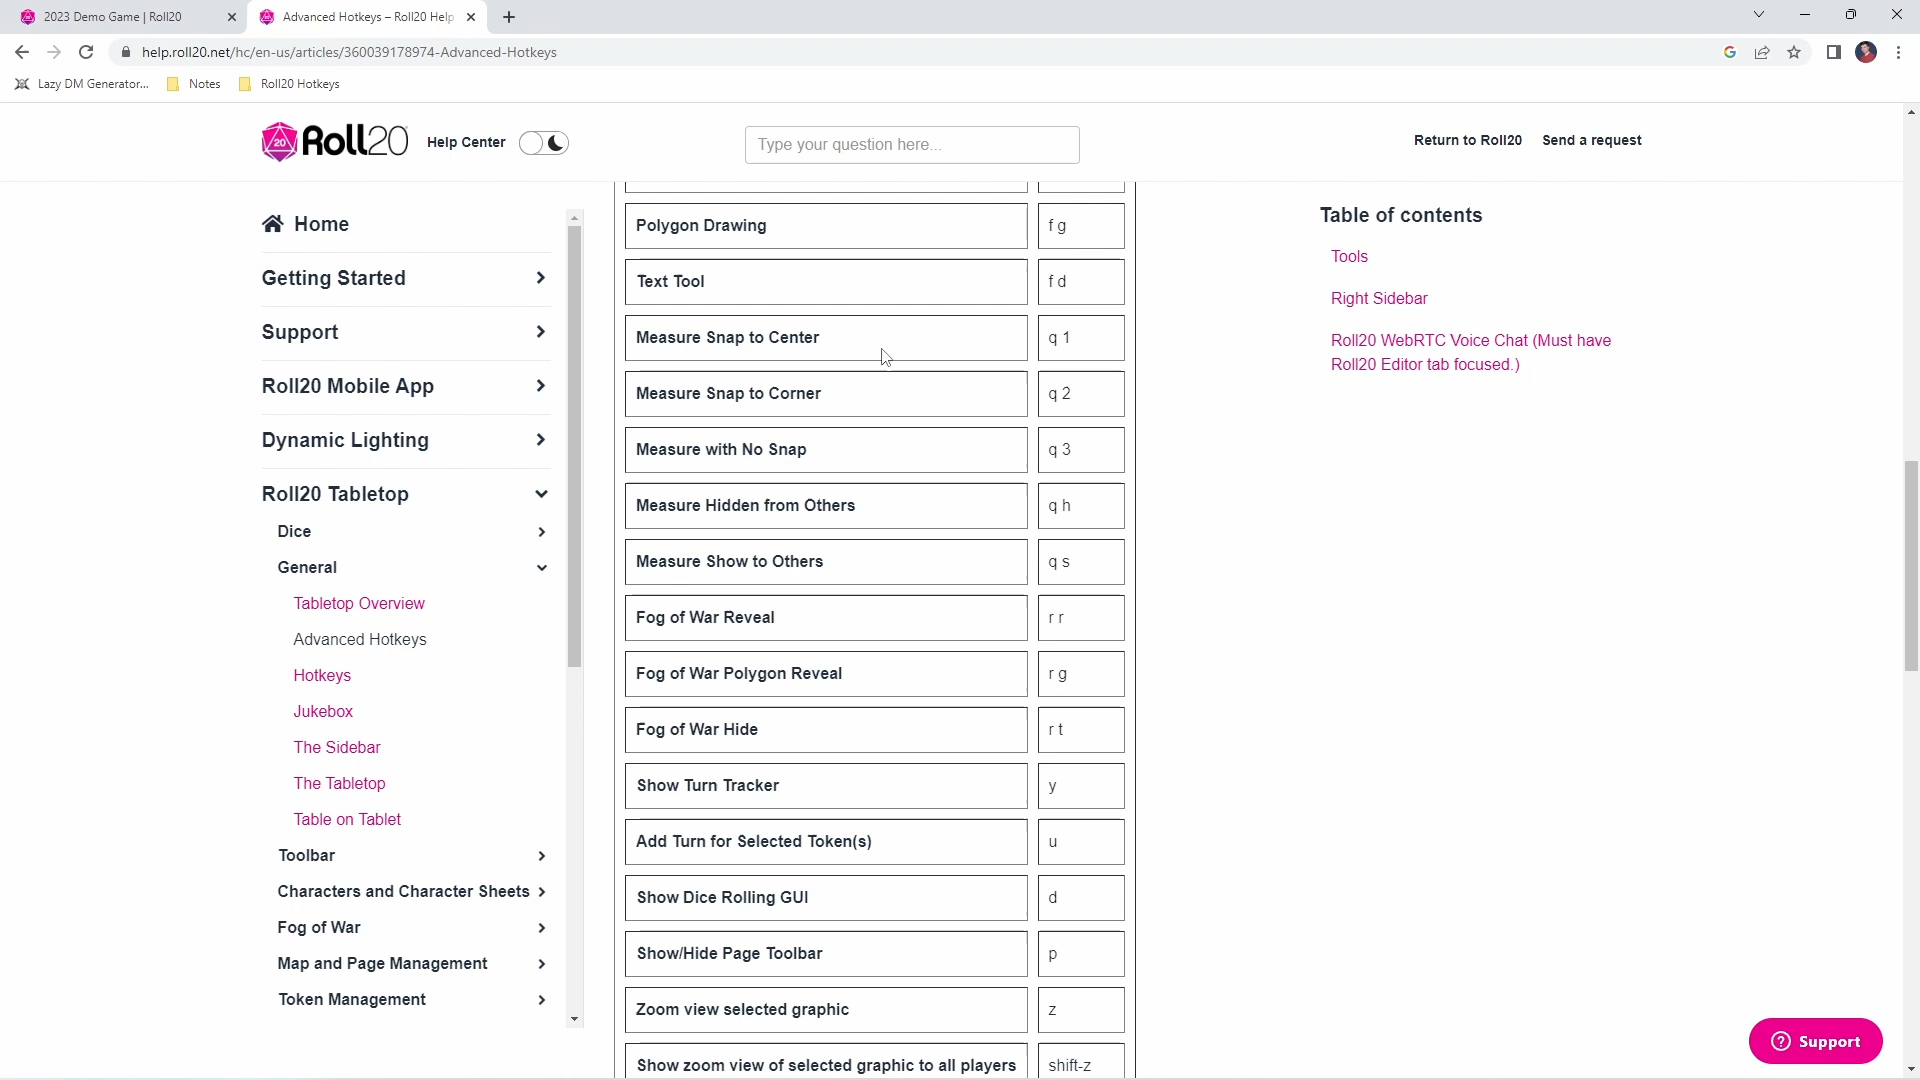 2023 Demo Game | Roll20
Advanced Hotkeys – Roll20 Help
help.roll20.net/hc/en-us/articles/360039178974-Advanced-Hotkeys
Lazy DM Generator...
Notes
Roll20 Hotkeys
20
Roll20
Help Center
Type your question here...
Return to Roll20
Send a request
Home
Getting Started
Support
Roll20 Mobile App
Dynamic Lighting
Roll20 Tabletop
Dice
General
Tabletop Overview
Advanced Hotkeys
Hotkeys
Jukebox
The Sidebar
The Tabletop
Table on Tablet
Toolbar
Characters and Character Sheets
Fog of War
Map and Page Management
Token Management
Polygon Drawing f g
Text Tool f d
Measure Snap to Center q 1
Measure Snap to Corner q 2
Measure with No Snap q 3
Measure Hidden from Others q h
Measure Show to Others q s
Fog of War Reveal r r
Fog of War Polygon Reveal r g
Fog of War Hide r t
Show Turn Tracker y
Add Turn for Selected Token(s) u
Show Dice Rolling GUI d
Show/Hide Page Toolbar p
Zoom view selected graphic z
Show zoom view of selected graphic to all players shift-z
Table of contents
Tools
Right Sidebar
Roll20 WebRTC Voice Chat (Must have
Roll20 Editor tab focused.)
Support